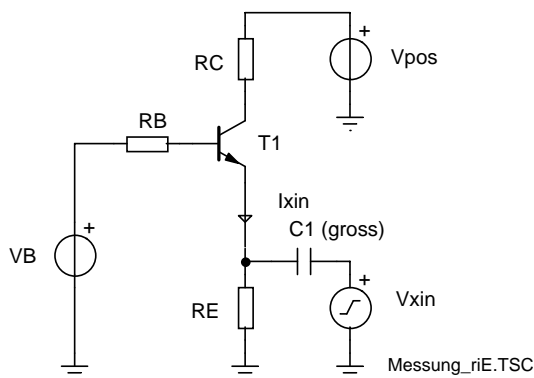 RC
Vpos
RB
T1
Ixin
C1 (gross)
VB
RE
Vxin
Messung_riE.TSC
+
+
+